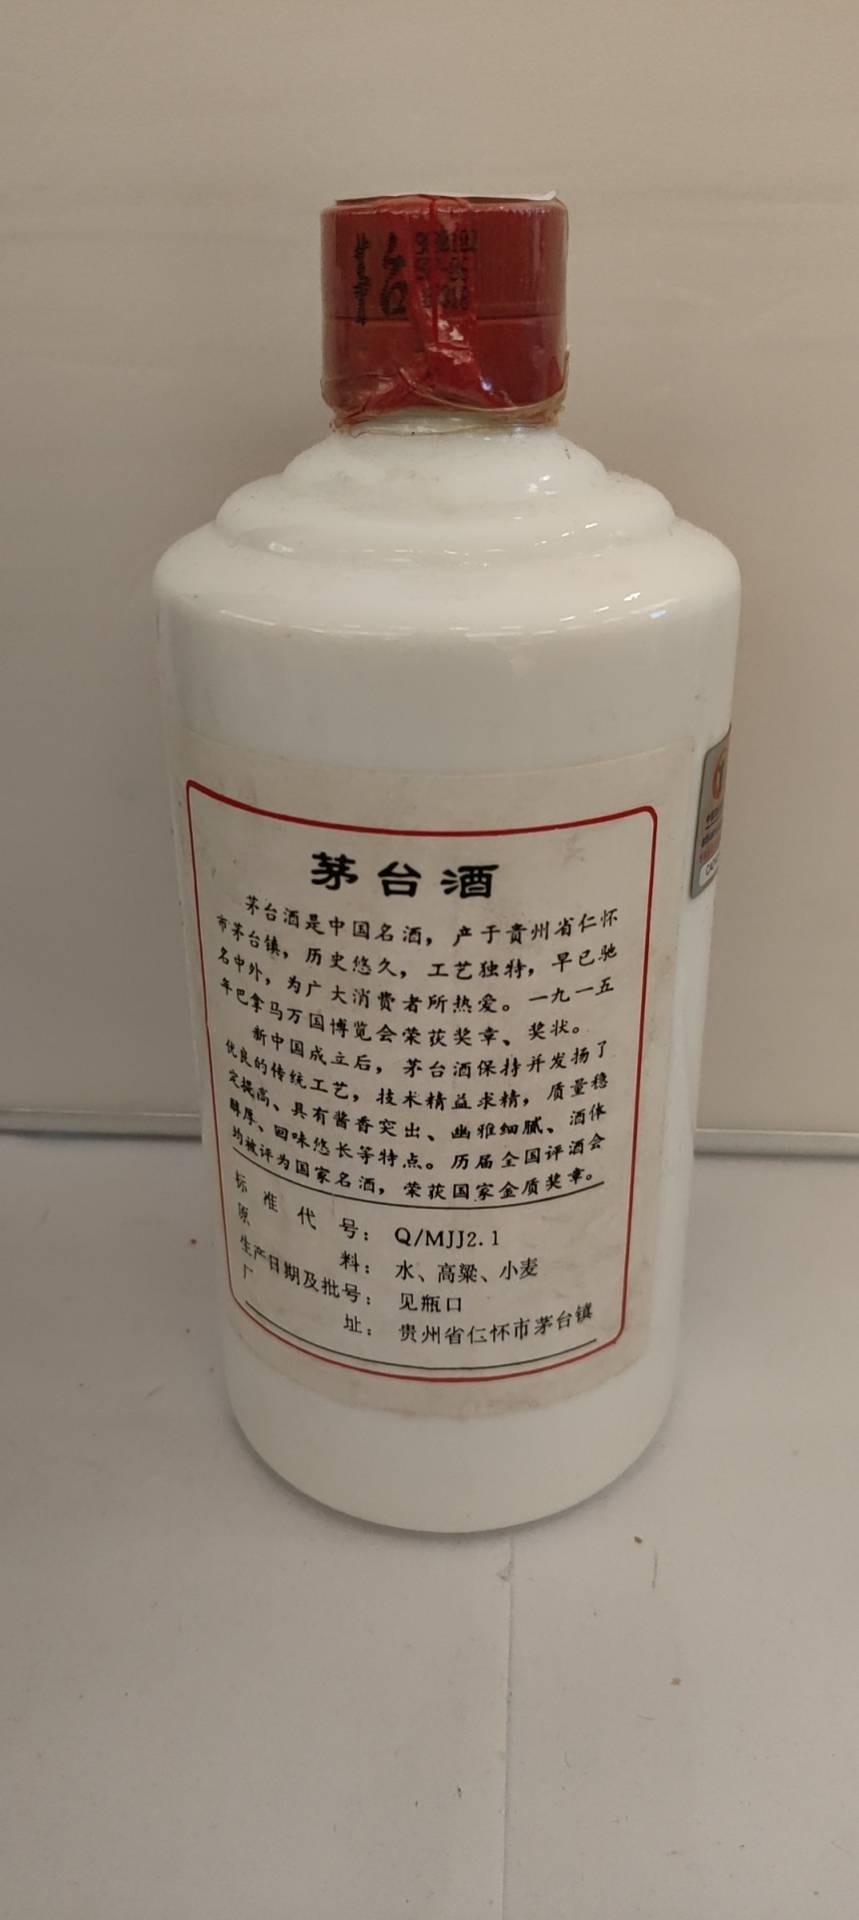 茅台
茅台酒
茅台酒是中国名酒，产于贵州省仁怀
市茅台镇，历史悠久，工艺独特，早已驰
名中外，为广大消费者所热爱。一九一五
年巴拿马万国博览会荣获奖章、奖状。
新中国成立后，茅台酒保持并发扬了
优良的传统工艺，技术精益求精，质量稳
定提高、具有酱香突出、幽雅细腻、酒体
醇厚、回味悠长等特点。历届全国评酒会
均被评为国家名酒，荣获国家金质奖章。
标准代号：Q/MJJ2.1
原料：水、高粱、小麦
生产日期及批号：见瓶口
厂址：贵州省仁怀市茅台镇